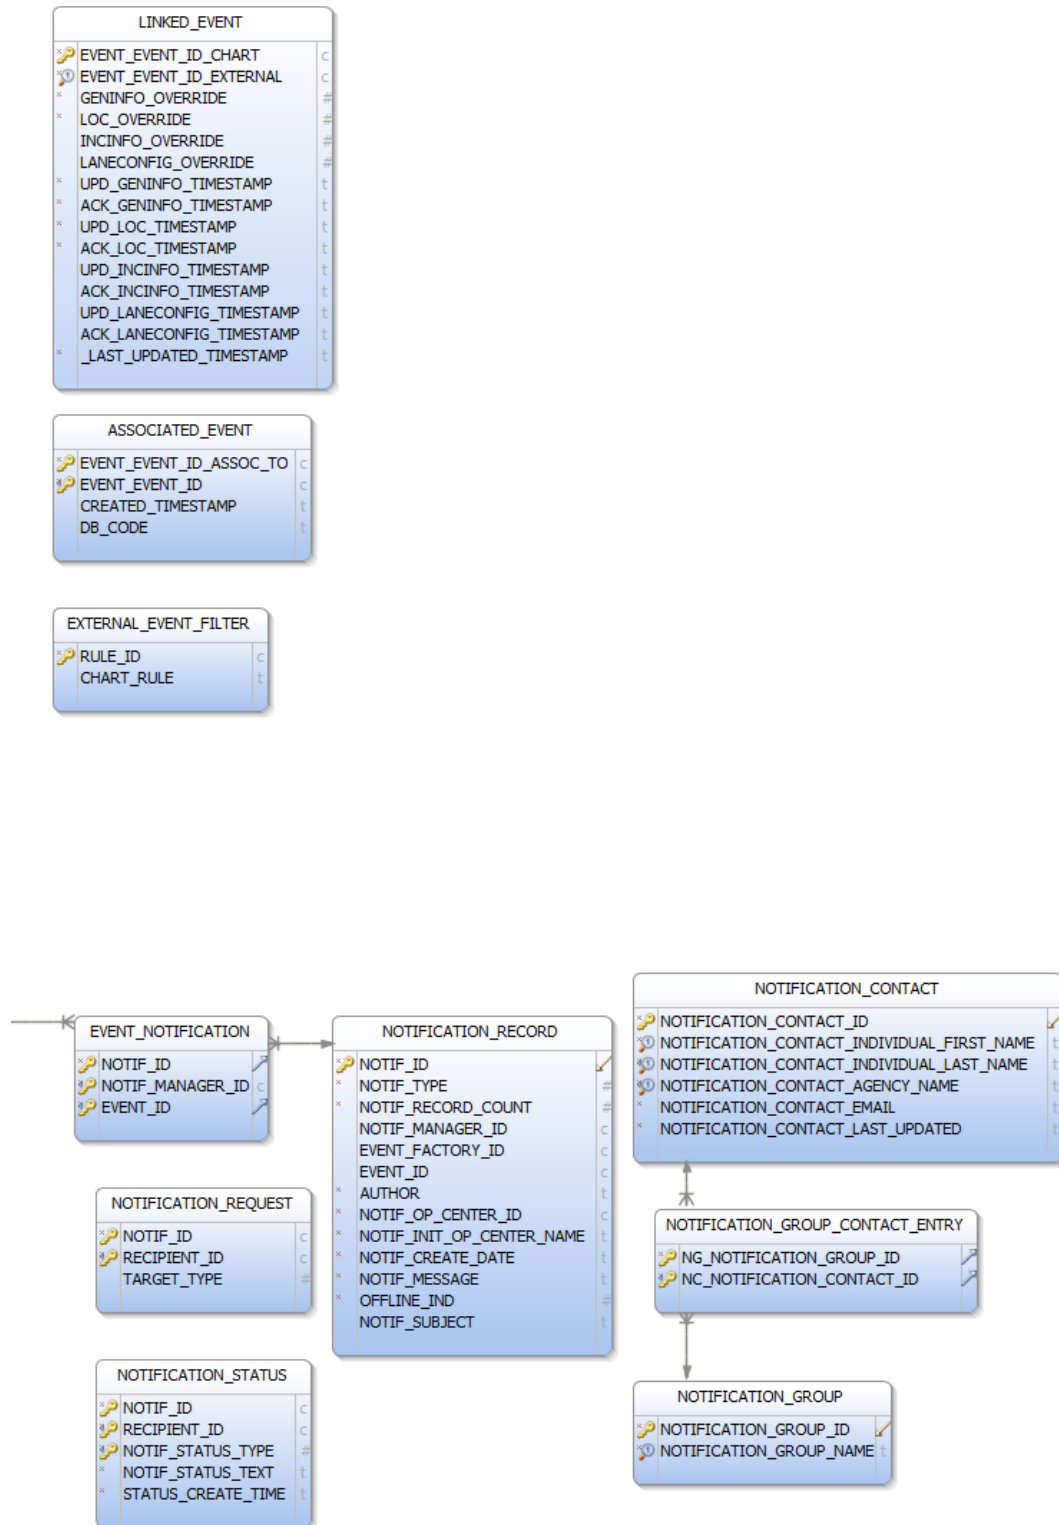 LINKED_EVENT
EVENT_EVENT_ID_CHART c
EVENT_EVENT_ID_EXTERNAL c
GENINFO_OVERRIDE #
LOC_OVERRIDE #
INCINFO_OVERRIDE #
LANECONFIG_OVERRIDE #
UPD_GENINFO_TIMESTAMP t
ACK_GENINFO_TIMESTAMP t
UPD_LOC_TIMESTAMP t
ACK_LOC_TIMESTAMP t
UPD_INCINFO_TIMESTAMP t
ACK_INCINFO_TIMESTAMP t
UPD_LANECONFIG_TIMESTAMP t
ACK_LANECONFIG_TIMESTAMP t
_LAST_UPDATED_TIMESTAMP t
ASSOCIATED_EVENT
EVENT_EVENT_ID_ASSOC_TO c
EVENT_EVENT_ID c
CREATED_TIMESTAMP t
DB_CODE t
EXTERNAL_EVENT_FILTER
RULE_ID c
CHART_RULE t
EVENT_NOTIFICATION
NOTIF_ID
NOTIF_MANAGER_ID c
EVENT_ID
NOTIFICATION_REQUEST
NOTIF_ID c
RECIPIENT_ID c
TARGET_TYPE #
NOTIFICATION_STATUS
NOTIF_ID c
RECIPIENT_ID c
NOTIF_STATUS_TYPE #
NOTIF_STATUS_TEXT t
STATUS_CREATE_TIME t
NOTIFICATION_RECORD
NOTIF_ID
NOTIF_TYPE #
NOTIF_RECORD_COUNT #
NOTIF_MANAGER_ID c
EVENT_FACTORY_ID c
EVENT_ID c
AUTHOR t
NOTIF_OP_CENTER_ID c
NOTIF_INIT_OP_CENTER_NAME t
NOTIF_CREATE_DATE t
NOTIF_MESSAGE t
OFFLINE_IND #
NOTIF_SUBJECT t
NOTIFICATION_CONTACT
NOTIFICATION_CONTACT_ID
NOTIFICATION_CONTACT_INDIVIDUAL_FIRST_NAME t
NOTIFICATION_CONTACT_INDIVIDUAL_LAST_NAME t
NOTIFICATION_CONTACT_AGENCY_NAME t
NOTIFICATION_CONTACT_EMAIL t
NOTIFICATION_CONTACT_LAST_UPDATED t
NOTIFICATION_GROUP_CONTACT_ENTRY
NG_NOTIFICATION_GROUP_ID
NC_NOTIFICATION_CONTACT_ID
NOTIFICATION_GROUP
NOTIFICATION_GROUP_ID
NOTIFICATION_GROUP_NAME t